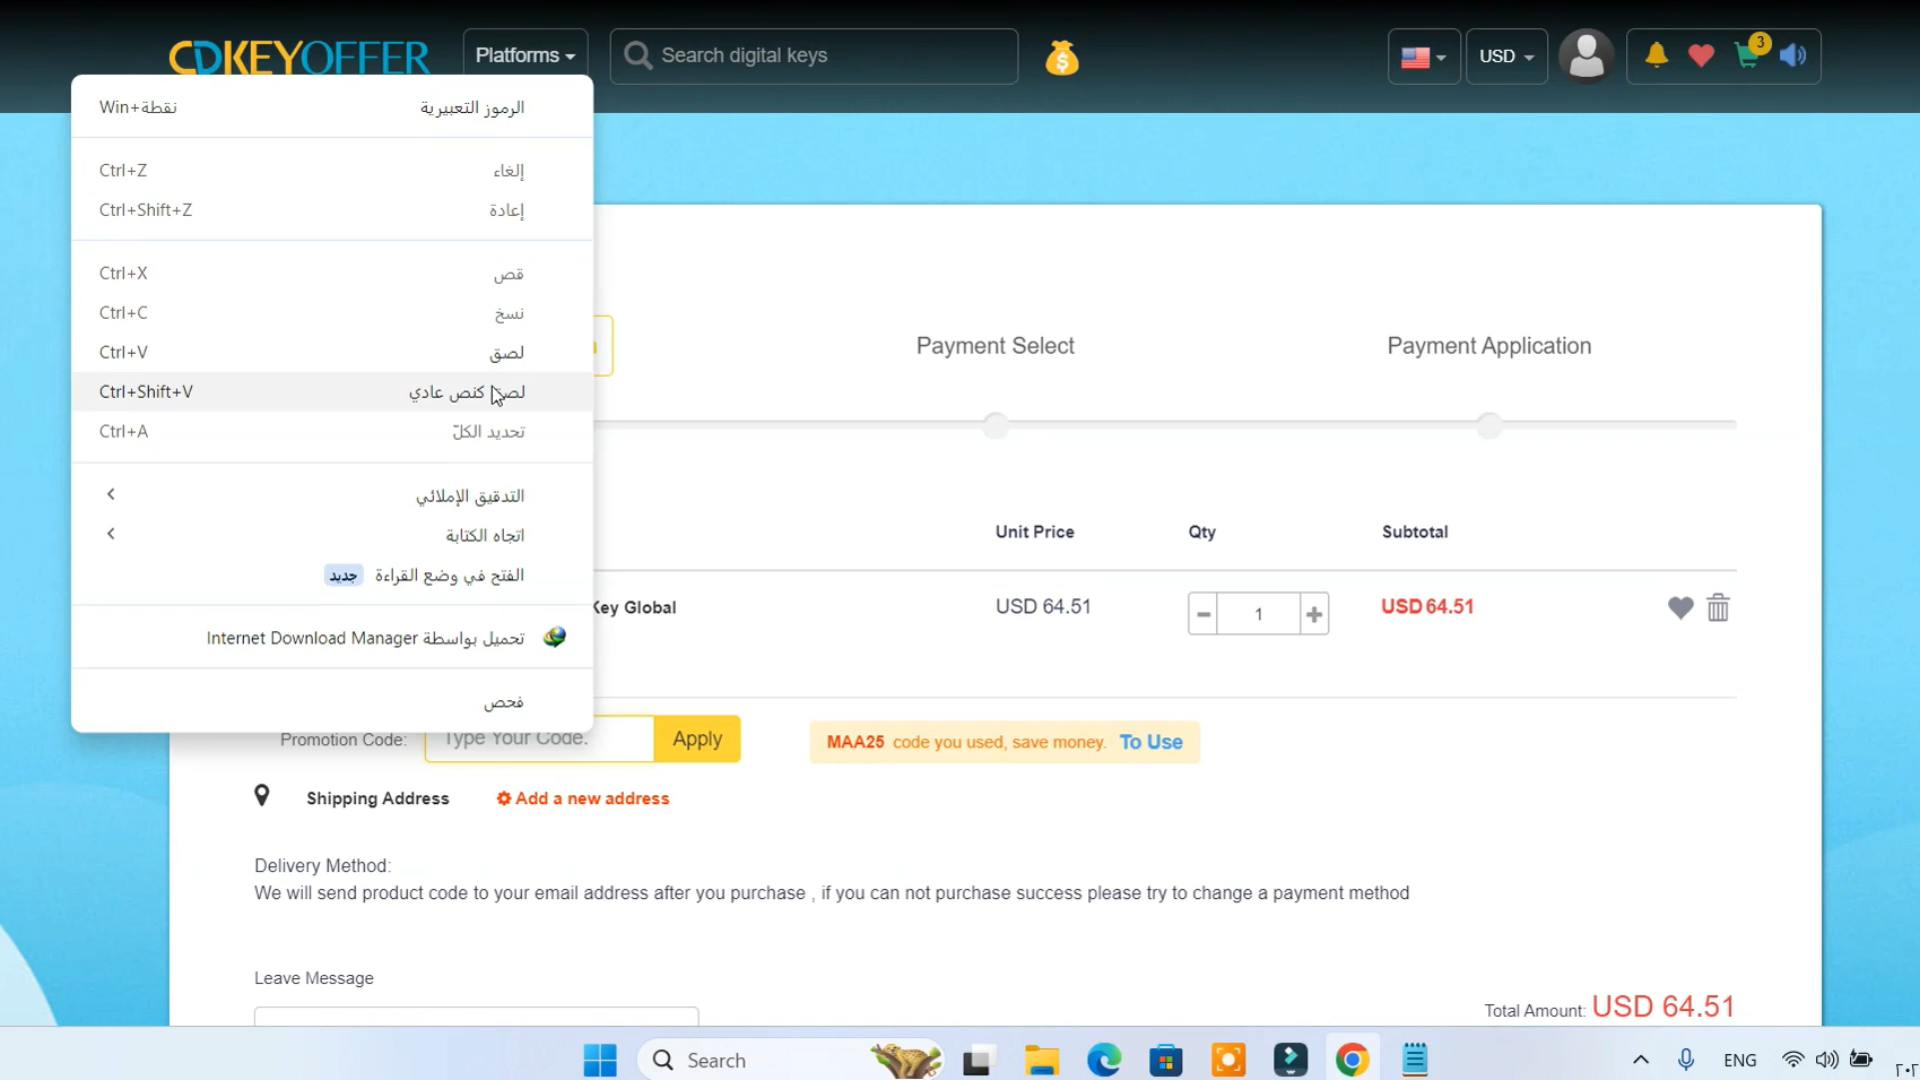 CDKEYOFFER
Platforms
Search digital keys
USD
3
الرموز التعبيرية Win+نقطة
إلغاء Ctrl+Z
إعادة Ctrl+Shift+Z
قص Ctrl+X
نسخ Ctrl+C
لصق Ctrl+V
لصق كنص عادي Ctrl+Shift+V
تحديد الكلّ Ctrl+A
التدقيق الإملائي
اتجاه الكتابة
الفتح في وضع القراءة جديد
تحميل بواسطة Internet Download Manager
فحص
Payment Select
Payment Application
Unit Price Qty Subtotal
Key Global USD 64.51 1 USD 64.51
Promotion Code: Type Your Code. Apply MAA25 code you used, save money. To Use
Shipping Address Add a new address
Delivery Method:
We will send product code to your email address after you purchase , if you can not purchase success please try to change a payment method
Leave Message
Total Amount: USD 64.51
Search
ENG